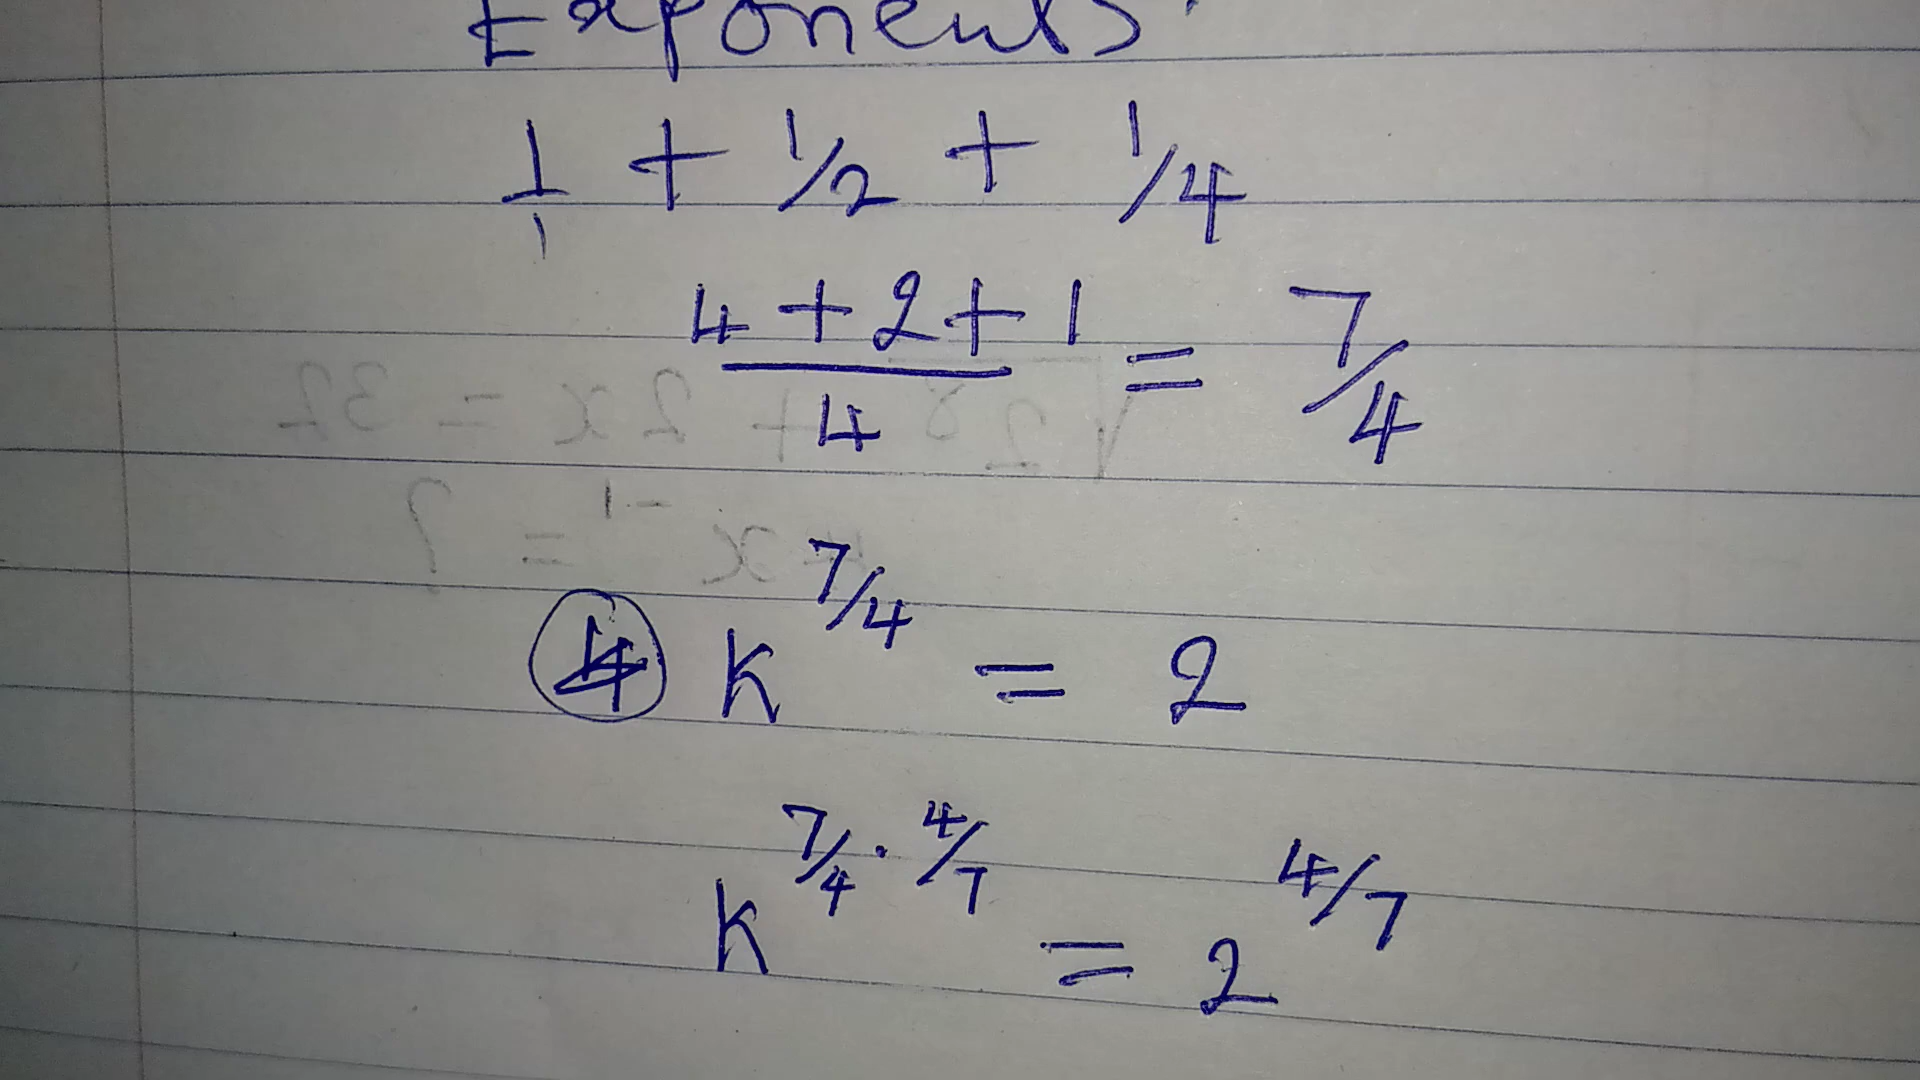 Exponents.
1/1 + 1/2 + 1/4
4 + 2 + 1 / 4 = 7/4
④ K^7/4 = 2
K^7/4 · 4/7 = 2^4/7